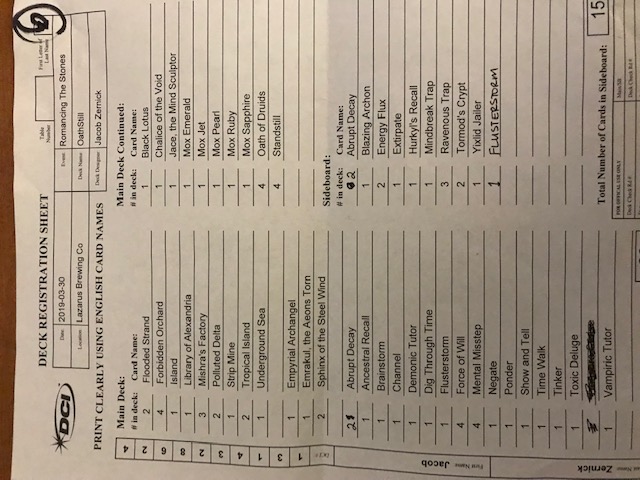 DECK REGISTRATION SHEET
Table Number
First Letter of Last Name
DCI
Date: 2019-03-30
Event: Romancing The Stones
Location: Lazarus Brewing Co
Deck Name: OathStill
Deck Designer: Jacob Zernick
PRINT CLEARLY USING ENGLISH CARD NAMES
Main Deck:
# in deck: Card Name:
2 Flooded Strand
4 Forbidden Orchard
1 Island
1 Library of Alexandria
3 Mishra's Factory
2 Polluted Delta
1 Strip Mine
2 Tropical Island
1 Underground Sea
1 Empyrial Archangel
1 Emrakul, the Aeons Torn
2 Sphinx of the Steel Wind
2 Abrupt Decay
1 Ancestral Recall
1 Brainstorm
1 Channel
1 Demonic Tutor
1 Dig Through Time
1 Flusterstorm
4 Force of Will
4 Mental Misstep
1 Negate
1 Ponder
1 Show and Tell
1 Time Walk
1 Tinker
1 Toxic Deluge
1 Vampiric Tutor
Main Deck Continued:
# in deck: Card Name:
1 Black Lotus
1 Chalice of the Void
1 Jace, the Mind Sculptor
1 Mox Emerald
1 Mox Jet
1 Mox Pearl
1 Mox Ruby
1 Mox Sapphire
4 Oath of Druids
4 Standstill
Sideboard:
# in deck: Card Name:
2 Abrupt Decay
1 Blazing Archon
2 Energy Flux
1 Extirpate
1 Hurkyl's Recall
1 Mindbreak Trap
3 Ravenous Trap
2 Tormod's Crypt
1 Yixlid Jailer
1 FLUSTERSTORM
Total Number of Cards in Sideboard: 15
FOR OFFICIAL USE ONLY
Main/SB
Deck Check Rd #
Deck Check Rd #
DCI #: 1 3 1 4 3 2 8 6 2 4
First Name: Jacob
Last Name: Zernick